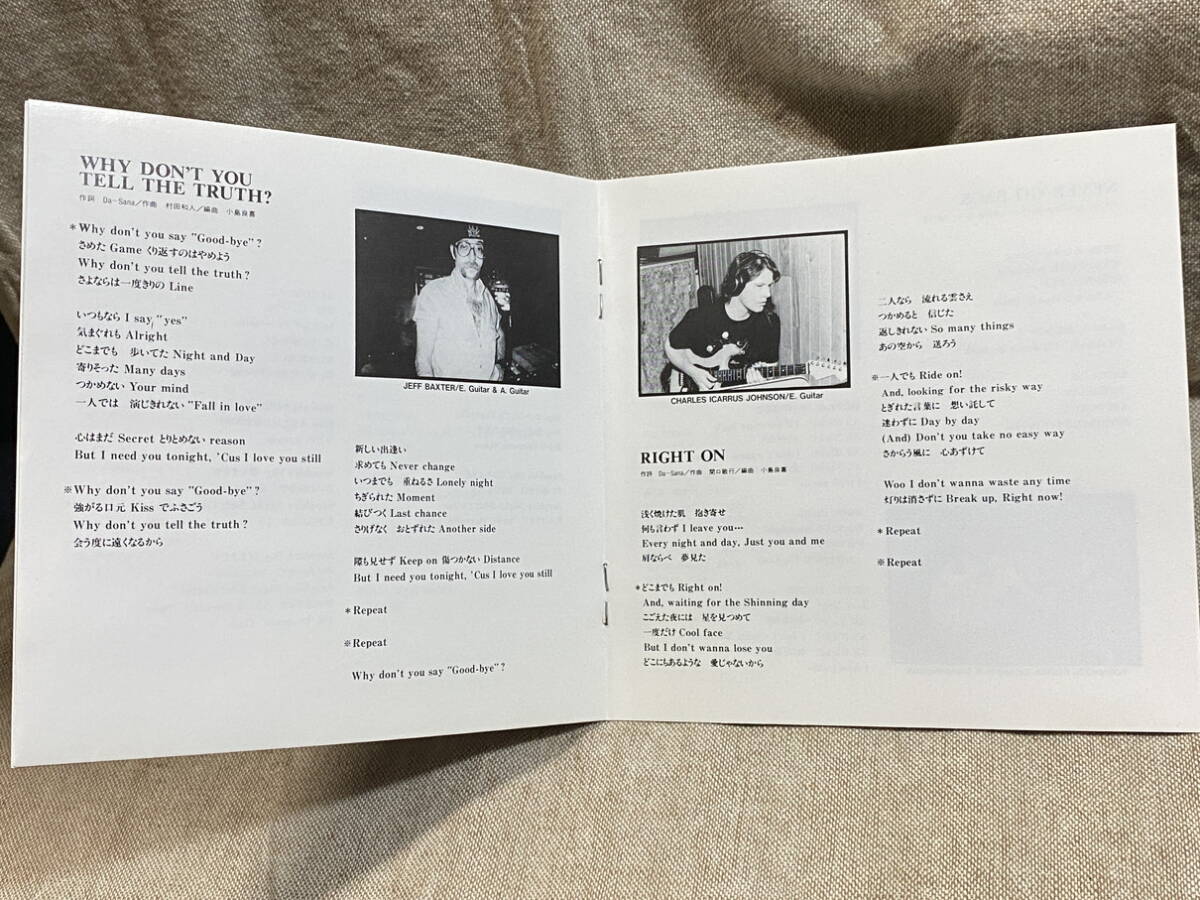 WHY DON'T YOU
TELL THE TRUTH?
作詞 Da-Sana/作曲 村田和人/編曲 小島良喜
*Why don't you say "Good-bye"?
さめた Game くり返すのはやめよう
Why don't you tell the truth?
さよならは一度きりの Line
いつもなら I say, "yes"
気まぐれも Alright
どこまでも 歩いてた Night and Day
寄りそった Many days
つかめない Your mind
一人では 演じきれない "Fall in love"
心はまだ Secret とりとめない reason
But I need you tonight, 'Cus I love you still
※Why don't you say "Good-bye"?
強がる口元 Kiss でふさごう
Why don't you tell the truth?
会う度に遠くなるから
JEFF BAXTER/E. Guitar & A. Guitar
新しい出逢い
求めても Never change
いつまでも 重ねるさ Lonely night
ちぎられた Moment
結びつく Last chance
さりげなく おとずれた Another side
隙も見せず Keep on 傷つかない Distance
But I need you tonight, 'Cus I love you still
*Repeat
※Repeat
Why don't you say "Good-bye"?
CHARLES ICARRUS JOHNSON/E. Guitar
RIGHT ON
作詞 Da-Sana/作曲 関口敏行/編曲 小島良喜
浅く焼けた肌 抱き寄せ
何も言わず I leave you…
Every night and day, Just you and me
肩ならべ 夢見た
*どこまでも Right on!
And, waiting for the Shinning day
こごえた夜には 星を見つめて
一度だけ Cool face
But I don't wanna lose you
どこにもあるような 愛じゃないから
二人なら 流れる雲さえ
つかめると 信じた
返しきれない So many things
あの空から 送ろう
※一人でも Ride on!
And, looking for the risky way
とぎれた言葉に 想い託して
迷わずに Day by day
(And) Don't you take no easy way
さからう風に 心あずけて
Woo I don't wanna waste any time
灯りは消さずに Break up, Right now!
*Repeat
※Repeat